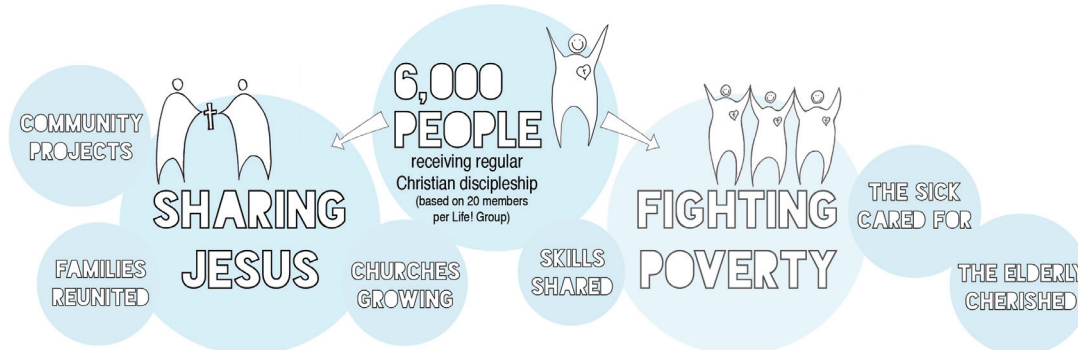 6,000
PEOPLE
receiving regular
Christian discipleship
(based on 20 members
per Life! Group)
COMMUNITY
PROJECTS
SHARING
JESUS
FAMILIES
REUNITED
CHURCHES
GROWING
SKILLS
SHARED
FIGHTING
POVERTY
THE SICK
CARED FOR
THE ELDERLY
CHERISHED